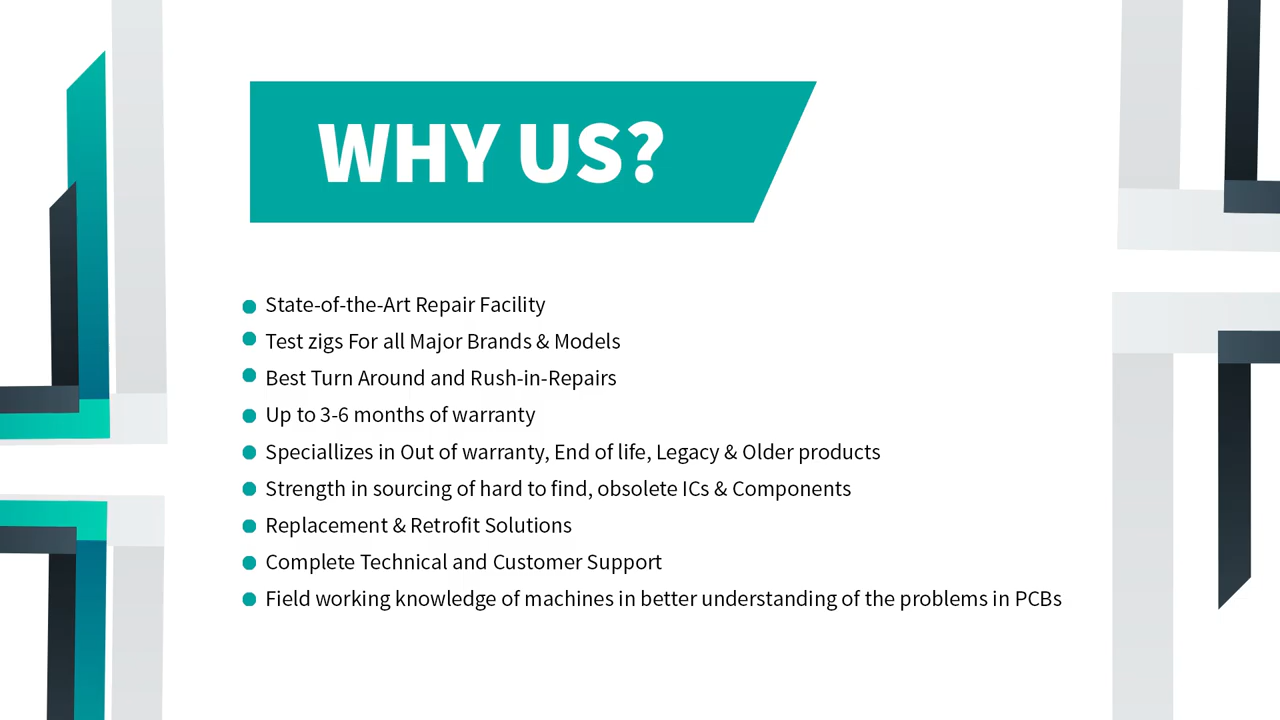 WHY US?
State-of-the-Art Repair Facility
Test zigs For all Major Brands & Models
Best Turn Around and Rush-in-Repairs
Up to 3-6 months of warranty
Speciallizes in Out of warranty, End of life, Legacy & Older products
Strength in sourcing of hard to find, obsolete ICs & Components
Replacement & Retrofit Solutions
Complete Technical and Customer Support
Field working knowledge of machines in better understanding of the problems in PCBs